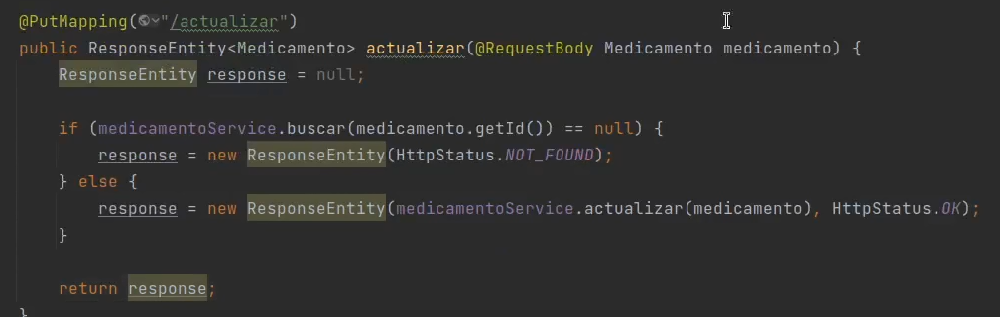 @PutMapping("/actualizar")
public ResponseEntity<Medicamento> actualizar(@RequestBody Medicamento medicamento) {
ResponseEntity response = null;
if (medicamentoService.buscar(medicamento.getId()) == null) {
response = new ResponseEntity(HttpStatus.NOT_FOUND);
} else {
response = new ResponseEntity(medicamentoService.actualizar(medicamento), HttpStatus.OK);
}
return response;
}